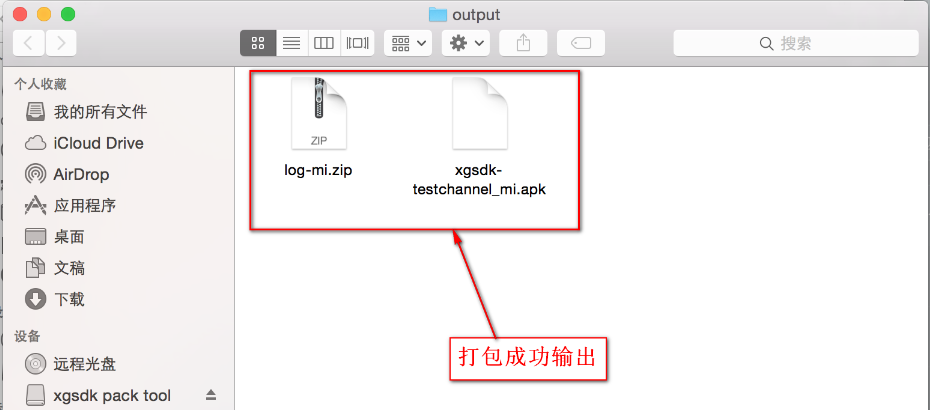 output
搜索
个人收藏
我的所有文件
iCloud Drive
AirDrop
应用程序
桌面
文稿
下载
设备
远程光盘
xgsdk pack tool
ZIP
log-mi.zip
xgsdk-
testchannel_mi.apk
打包成功输出